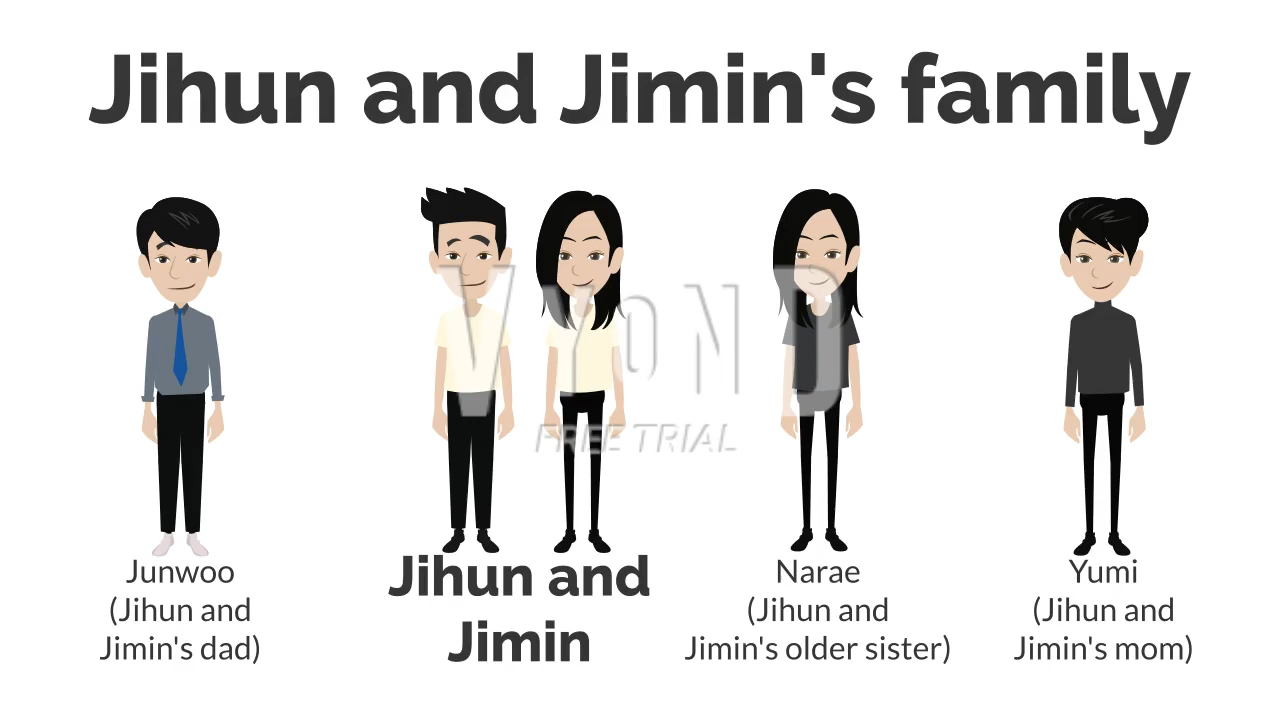 Jihun and Jimin's family
VYOND
FREE TRIAL
Junwoo
(Jihun and
Jimin's dad)
Jihun and
Jimin
Narae
(Jihun and
Jimin's older sister)
Yumi
(Jihun and
Jimin's mom)